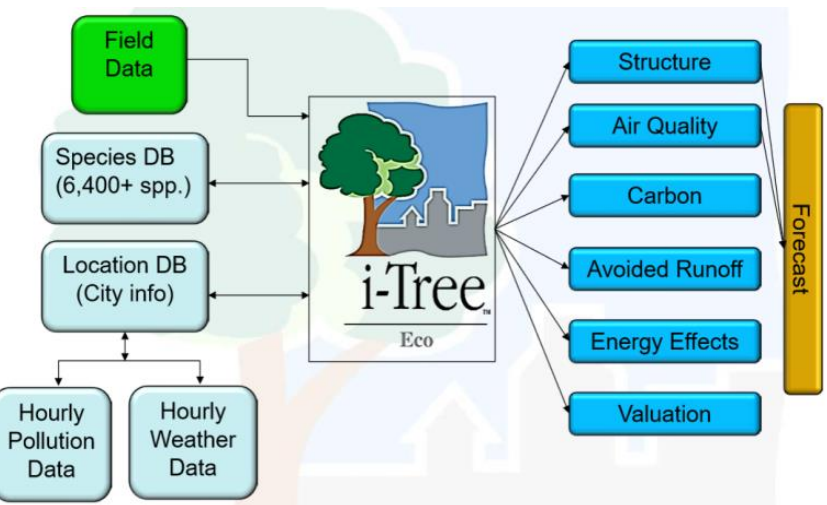 Field
Data
Species DB
(6,400+ spp.)
Location DB
(City info)
Hourly
Pollution
Data
Hourly
Weather
Data
i-Tree™
Eco
Structure
Air Quality
Carbon
Avoided Runoff
Energy Effects
Valuation
Forecast